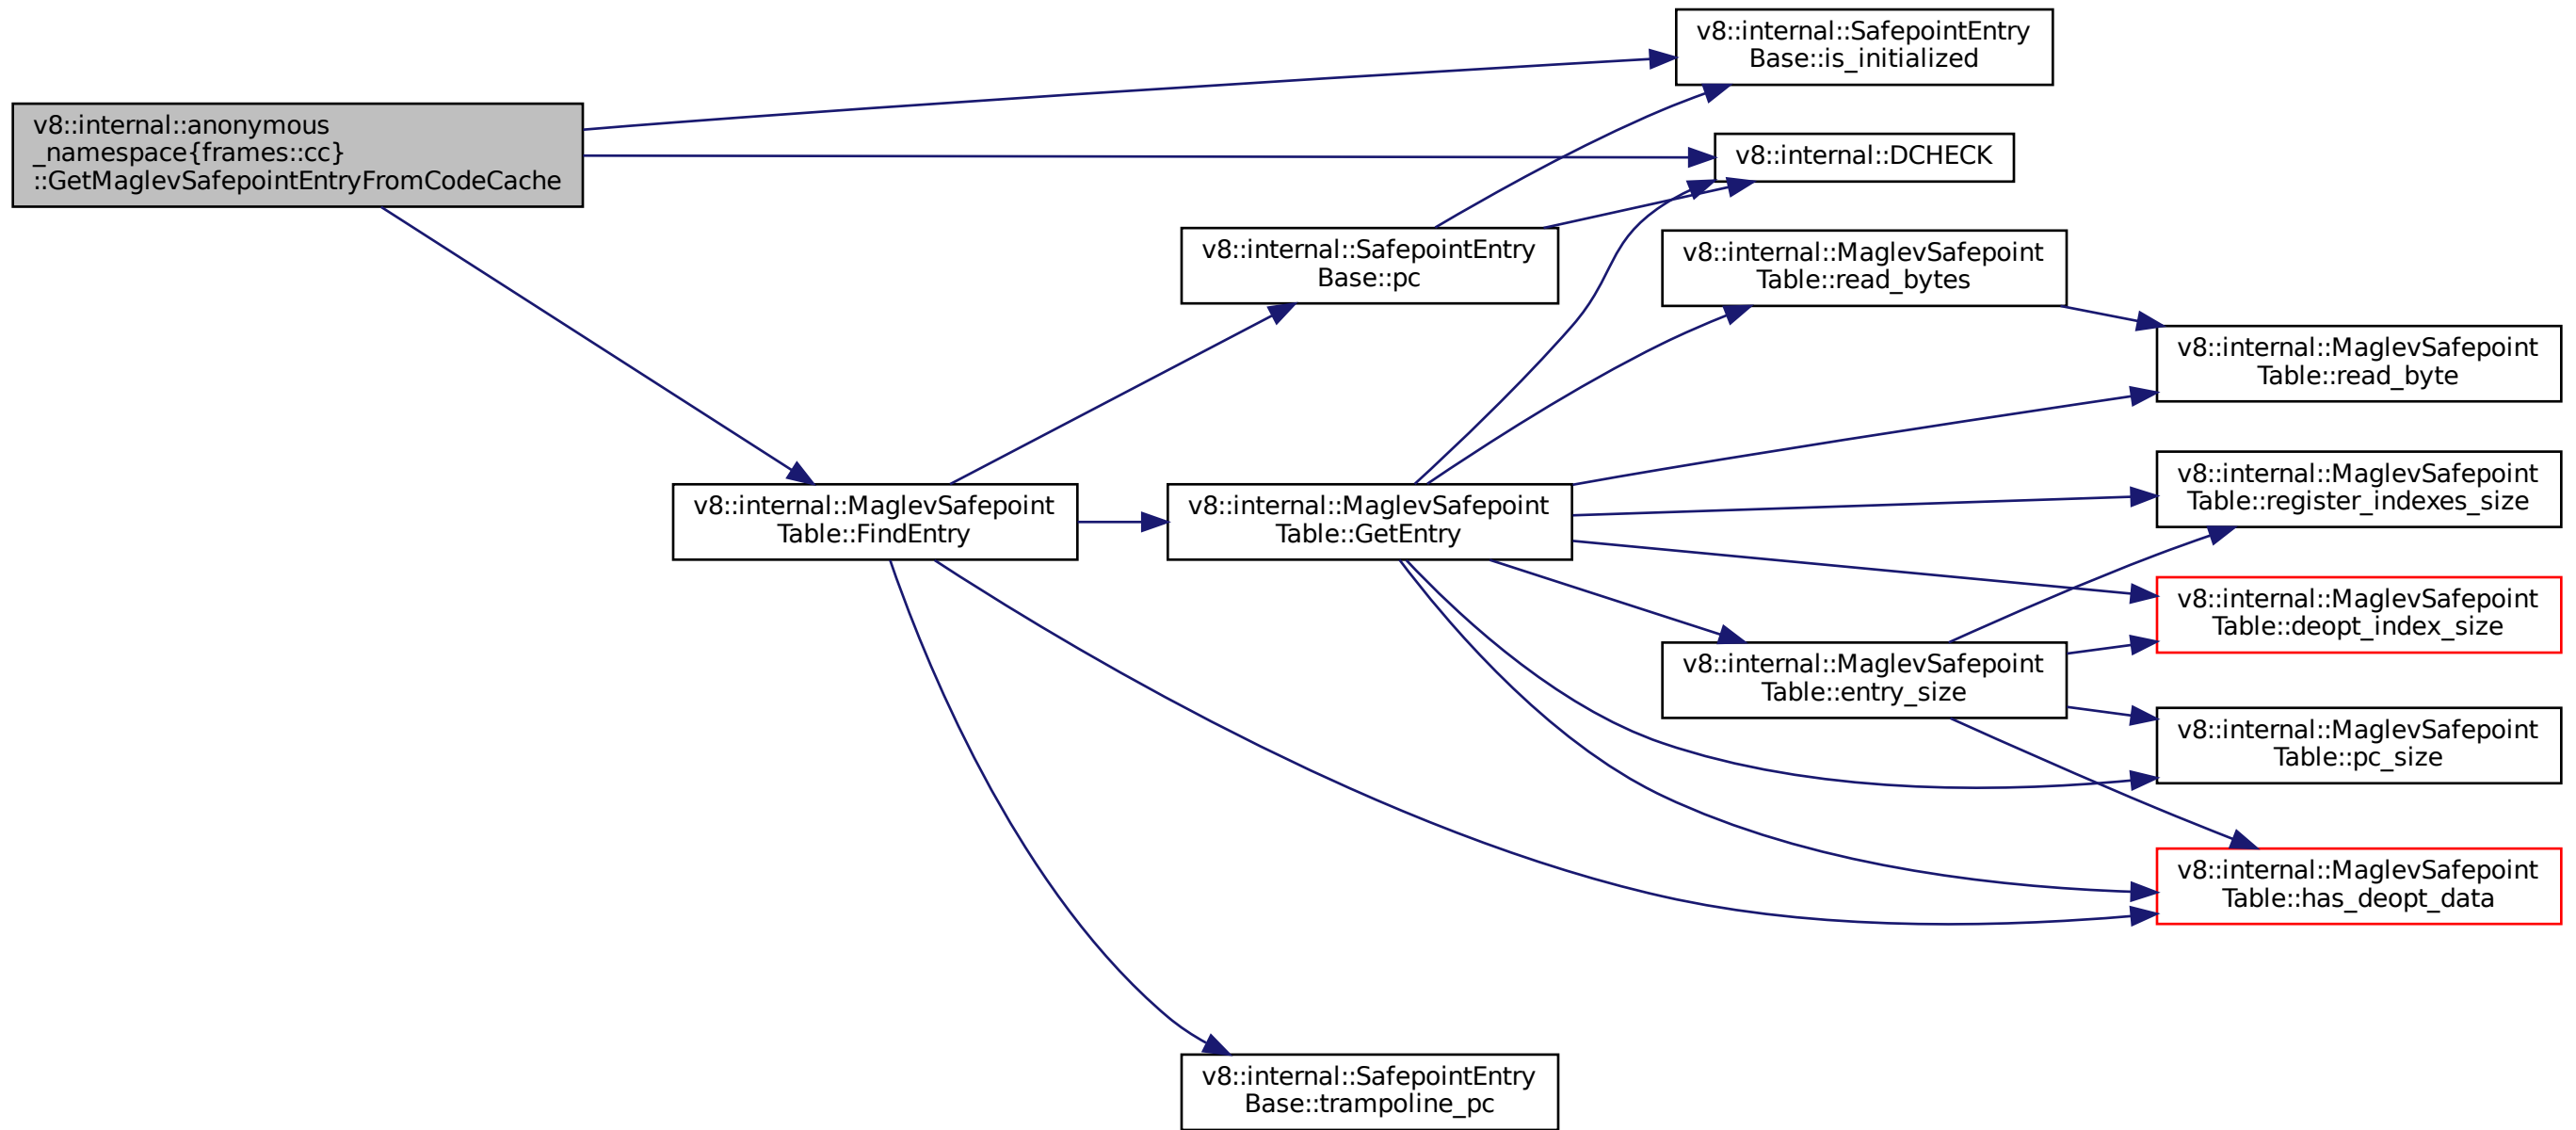 v8::internal::SafepointEntry
Base::is_initialized
v8::internal::anonymous
_namespace{frames::cc}
::GetMaglevSafepointEntryFromCodeCache
v8::internal::DCHECK
v8::internal::SafepointEntry
Base::pc
v8::internal::MaglevSafepoint
Table::read_bytes
v8::internal::MaglevSafepoint
Table::read_byte
v8::internal::MaglevSafepoint
Table::register_indexes_size
v8::internal::MaglevSafepoint
Table::FindEntry
v8::internal::MaglevSafepoint
Table::GetEntry
v8::internal::MaglevSafepoint
Table::deopt_index_size
v8::internal::MaglevSafepoint
Table::entry_size
v8::internal::MaglevSafepoint
Table::pc_size
v8::internal::MaglevSafepoint
Table::has_deopt_data
v8::internal::SafepointEntry
Base::trampoline_pc